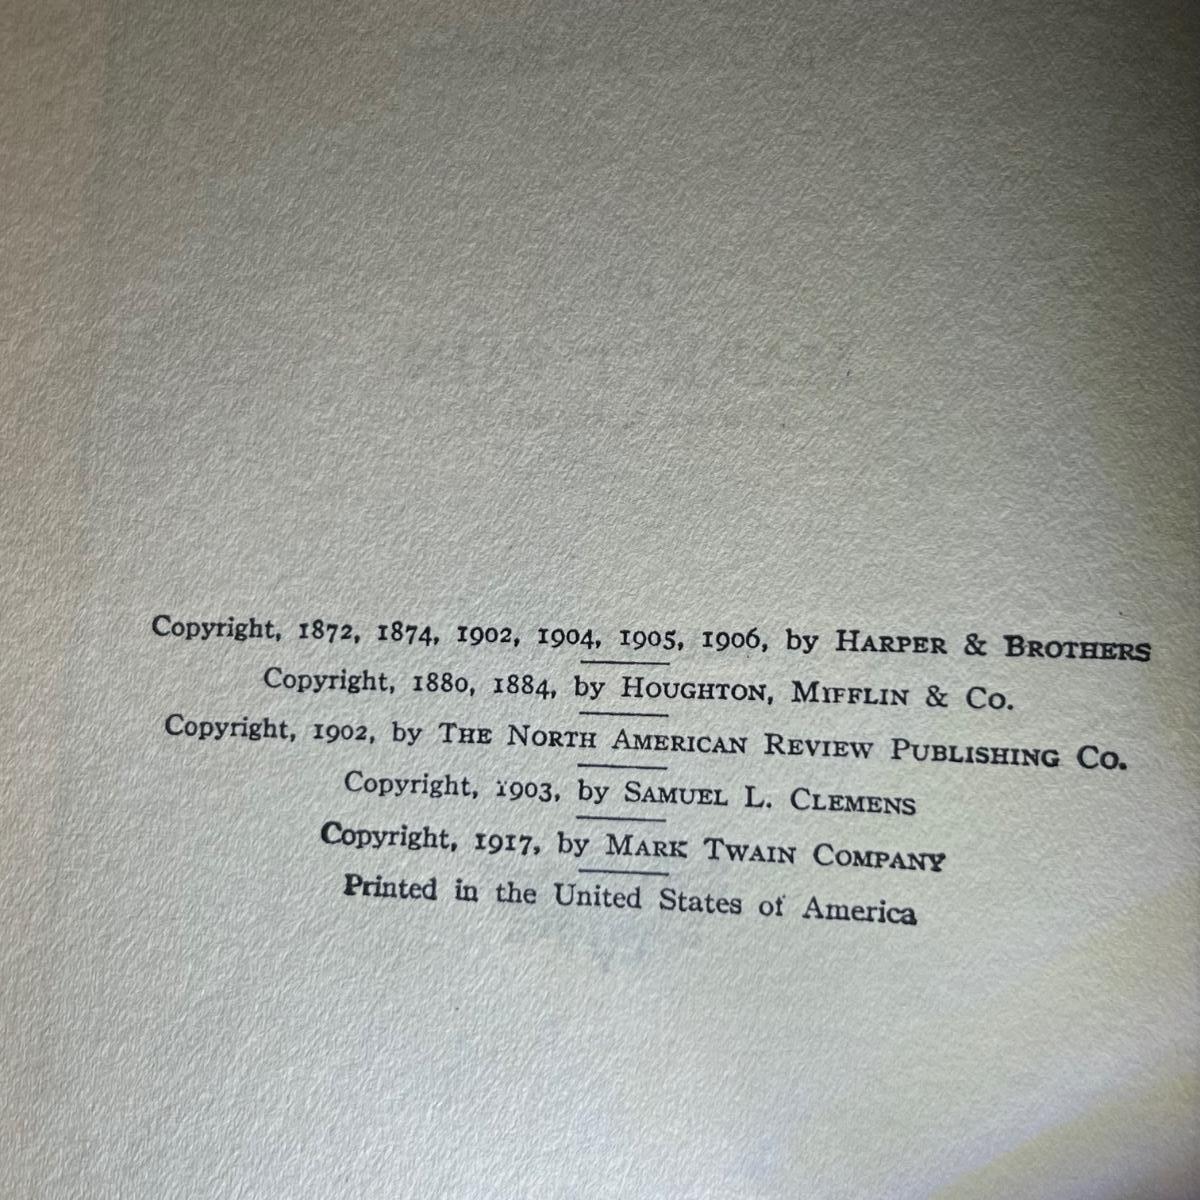 Copyright, 1872, 1874, 1902, 1904, 1905, 1906, by HARPER & BROTHERS
Copyright, 1880, 1884, by HOUGHTON, MIFFLIN & Co.
Copyright, 1902, by THE NORTH AMERICAN REVIEW PUBLISHING Co.
Copyright, 1903, by SAMUEL L. CLEMENS
Copyright, 1917, by MARK TWAIN COMPANY
Printed in the United States of America